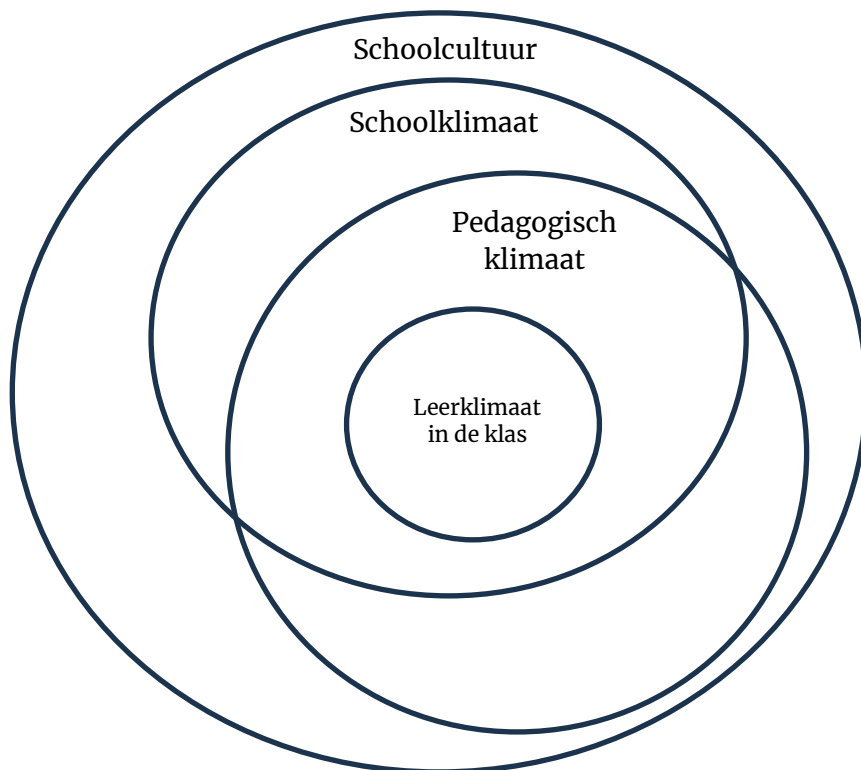 Schoolcultuur
Schoolklimaat
Pedagogisch
klimaat
Leerklimaat
in de klas